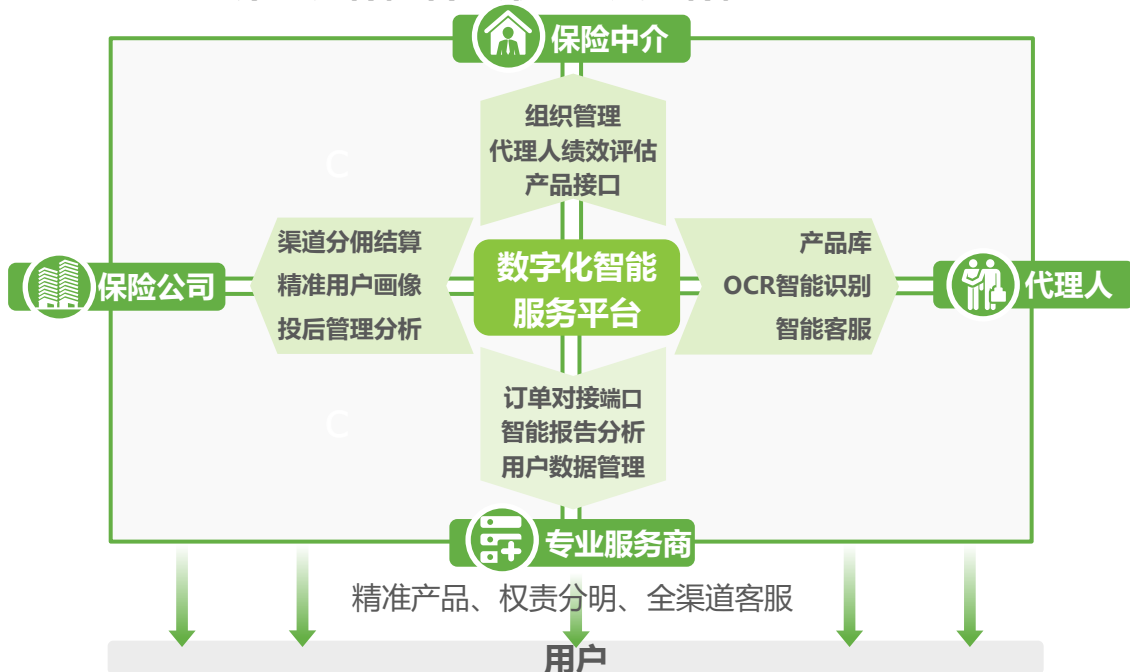 保险中介
组织管理
代理人绩效评估
产品接口
渠道分佣结算
精准用户画像
投后管理分析
保险公司
数字化智能
服务平台
产品库
OCR智能识别
智能客服
代理人
订单对接端口
智能报告分析
用户数据管理
专业服务商
精准产品、权责分明、全渠道客服
用户
C
C